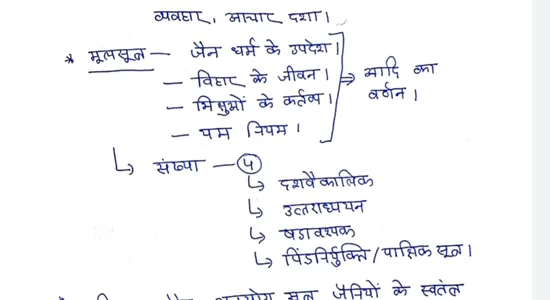 व्यवहार, आचार दशा।
* मूलसूत्र — जैन धर्म के उपदेश।
— विहार के जीवन।
— भिक्षुओं के कर्तव्य। ⇒ आदि का वर्णन।
— यम नियम।
↳ संख्या — ४
↳ दशवैकालिक
↳ उत्तराध्ययन
↳ षडावश्यक
↳ पिंडनिर्युक्ति / पाक्षिक सूत्र।
सूत्र जैनियों के स्वतंत्र